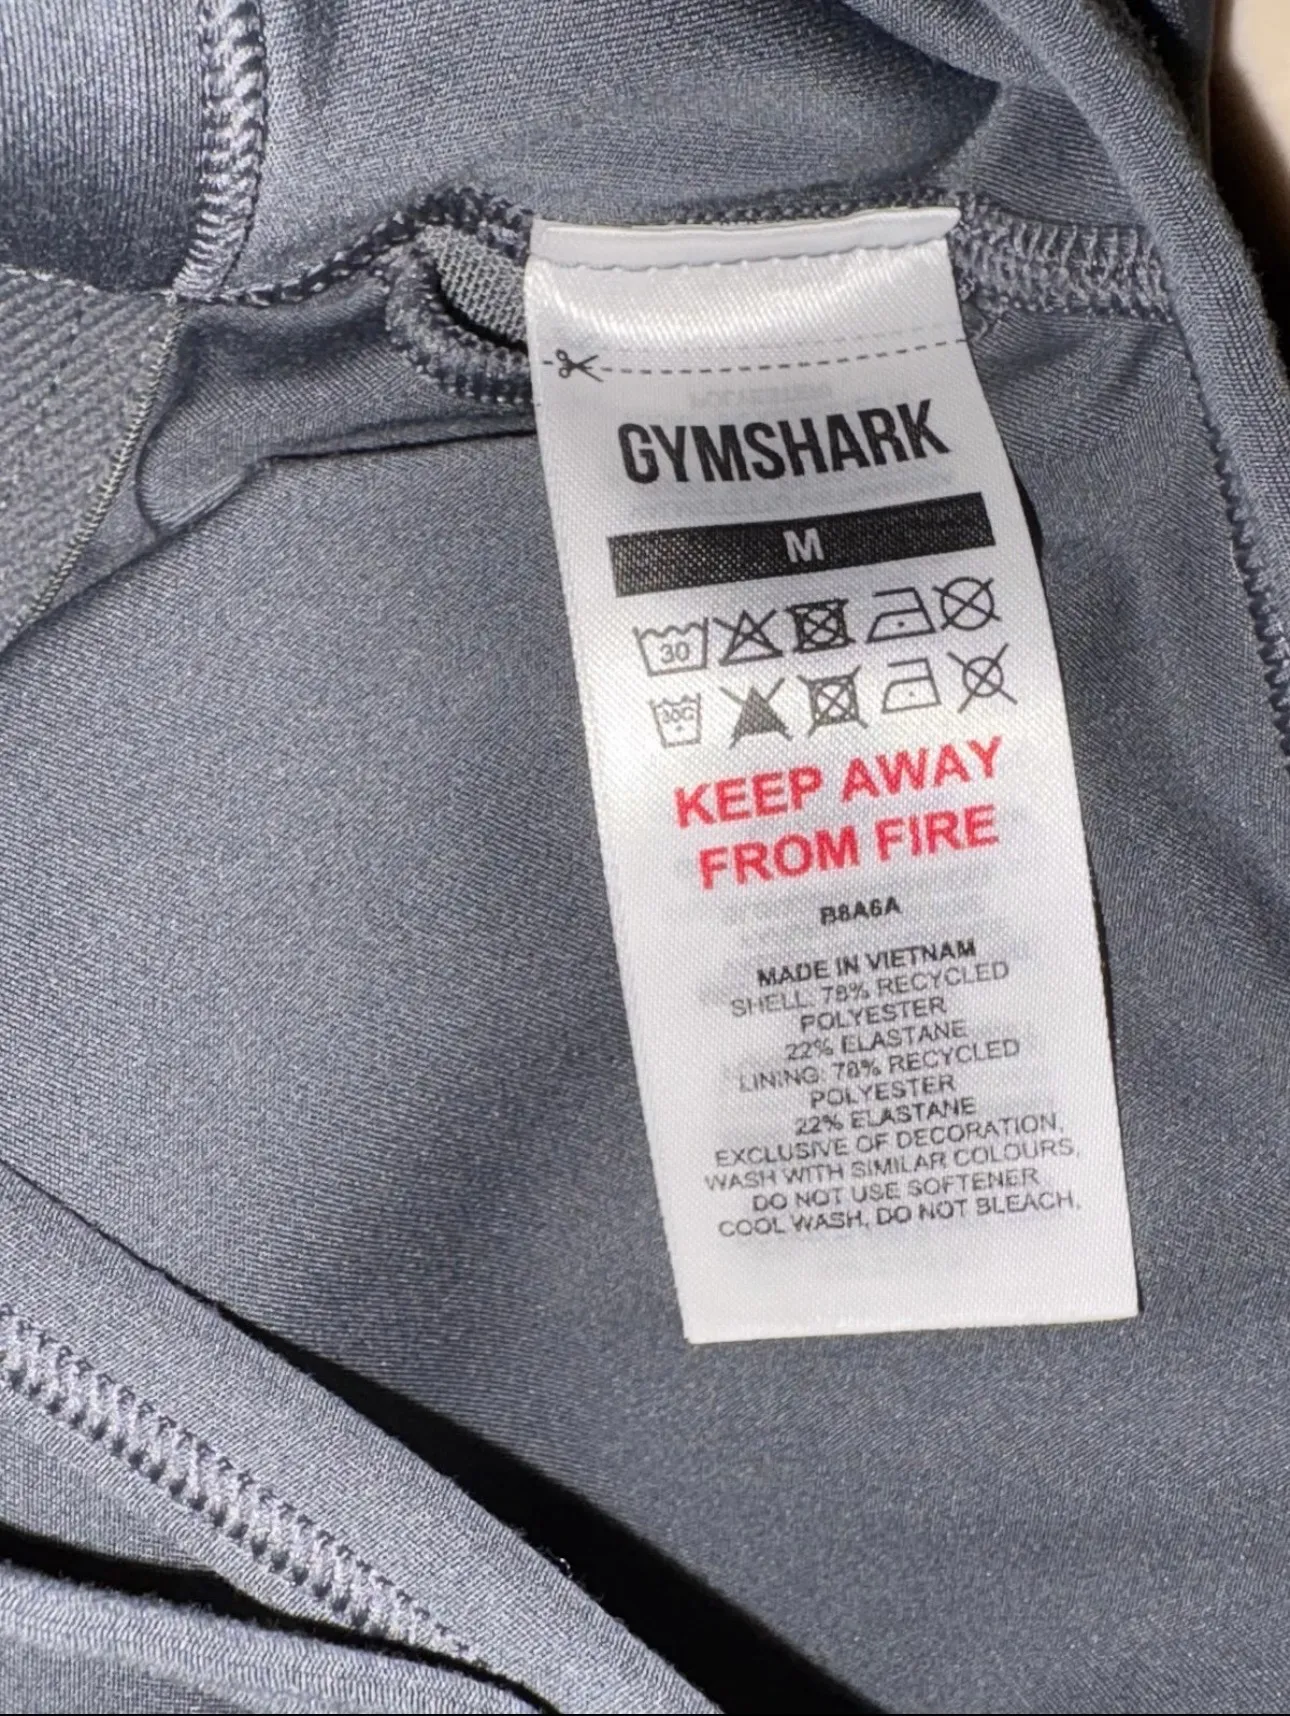 GYMSHARK
M
30
30C
KEEP AWAY
FROM FIRE
B8A6A
MADE IN VIETNAM
SHELL: 78% RECYCLED
POLYESTER
22% ELASTANE
LINING: 78% RECYCLED
POLYESTER
22% ELASTANE
EXCLUSIVE OF DECORATION,
WASH WITH SIMILAR COLOURS,
DO NOT USE SOFTENER
COOL WASH, DO NOT BLEACH,